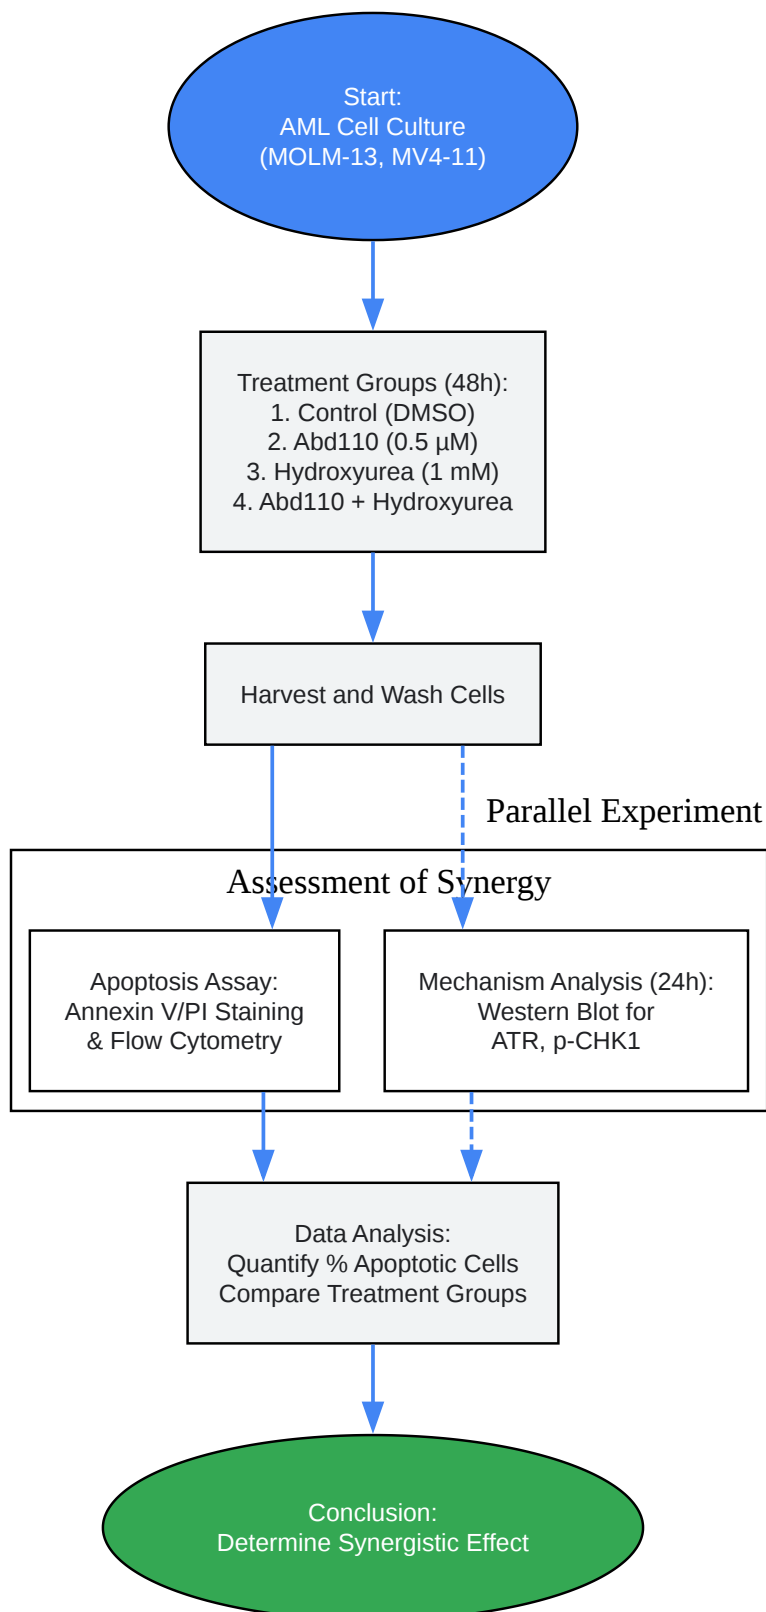 Start:
AML Cell Culture
(MOLM-13, MV4-11)
Treatment Groups (48h):
1. Control (DMSO)
2. Abd110 (0.5 µM)
3. Hydroxyurea (1 mM)
4. Abd110 + Hydroxyurea
Harvest and Wash Cells
Parallel Experiment
Assessment of Synergy
Apoptosis Assay:
Annexin V/PI Staining
& Flow Cytometry
Mechanism Analysis (24h):
Western Blot for
ATR, p-CHK1
Data Analysis:
Quantify % Apoptotic Cells
Compare Treatment Groups
Conclusion:
Determine Synergistic Effect